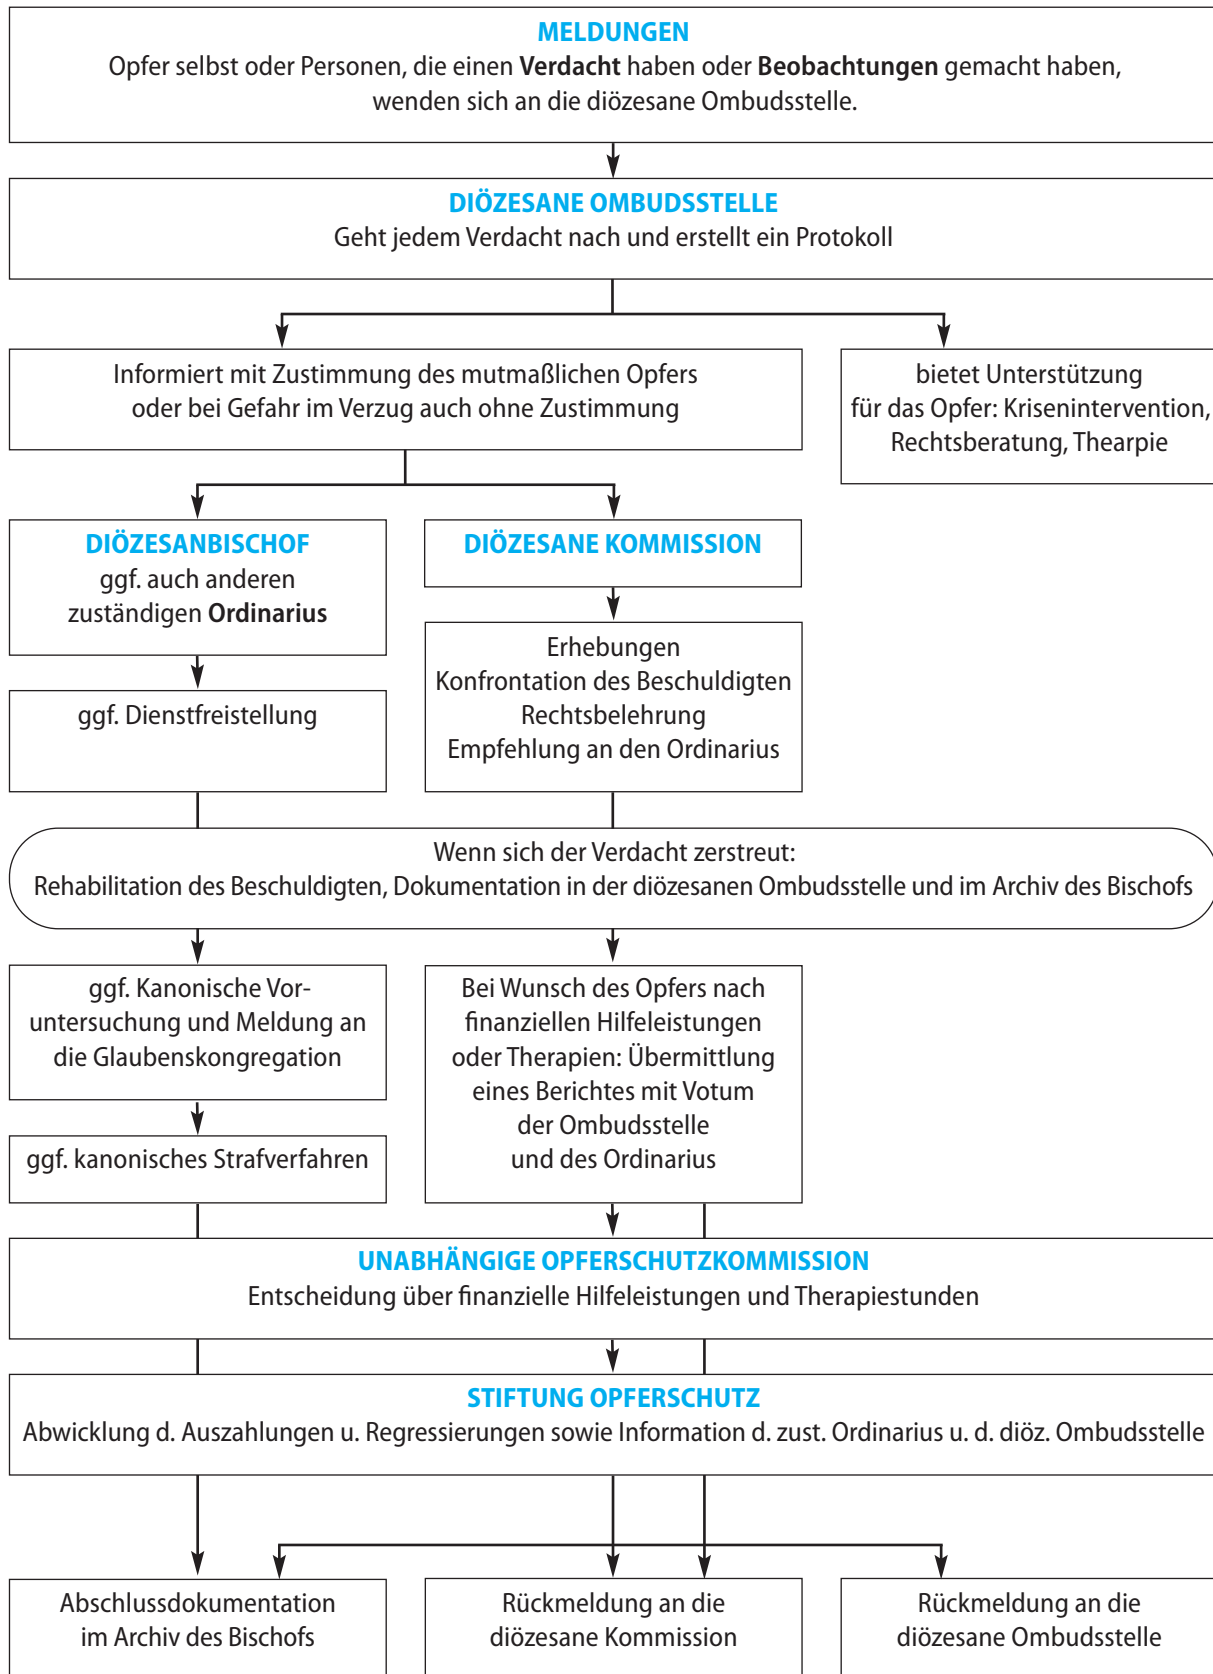 MELDUNGEN
Opfer selbst oder Personen, die einen Verdacht haben oder Beobachtungen gemacht haben,
wenden sich an die diözesane Ombudsstelle.
DIÖZESANE OMBUDSSTELLE
Geht jedem Verdacht nach und erstellt ein Protokoll
Informiert mit Zustimmung des mutmaßlichen Opfers
oder bei Gefahr im Verzug auch ohne Zustimmung
bietet Unterstützung
für das Opfer: Krisenintervention,
Rechtsberatung, Thearpie
DIÖZESANBISCHOF
ggf. auch anderen
zuständigen Ordinarius
DIÖZESANE KOMMISSION
ggf. Dienstfreistellung
Erhebungen
Konfrontation des Beschuldigten
Rechtsbelehrung
Empfehlung an den Ordinarius
Wenn sich der Verdacht zerstreut:
Rehabilitation des Beschuldigten, Dokumentation in der diözesanen Ombudsstelle und im Archiv des Bischofs
ggf. Kanonische Vor-
untersuchung und Meldung an
die Glaubenskongregation
ggf. kanonisches Strafverfahren
Bei Wunsch des Opfers nach
finanziellen Hilfeleistungen
oder Therapien: Übermittlung
eines Berichtes mit Votum
der Ombudsstelle
und des Ordinarius
UNABHÄNGIGE OPFERSCHUTZKOMMISSION
Entscheidung über finanzielle Hilfeleistungen und Therapiestunden
STIFTUNG OPFERSCHUTZ
Abwicklung d. Auszahlungen u. Regressierungen sowie Information d. zust. Ordinarius u. d. diöz. Ombudsstelle
Abschlussdokumentation
im Archiv des Bischofs
Rückmeldung an die
diözesane Kommission
Rückmeldung an die
diözesane Ombudsstelle